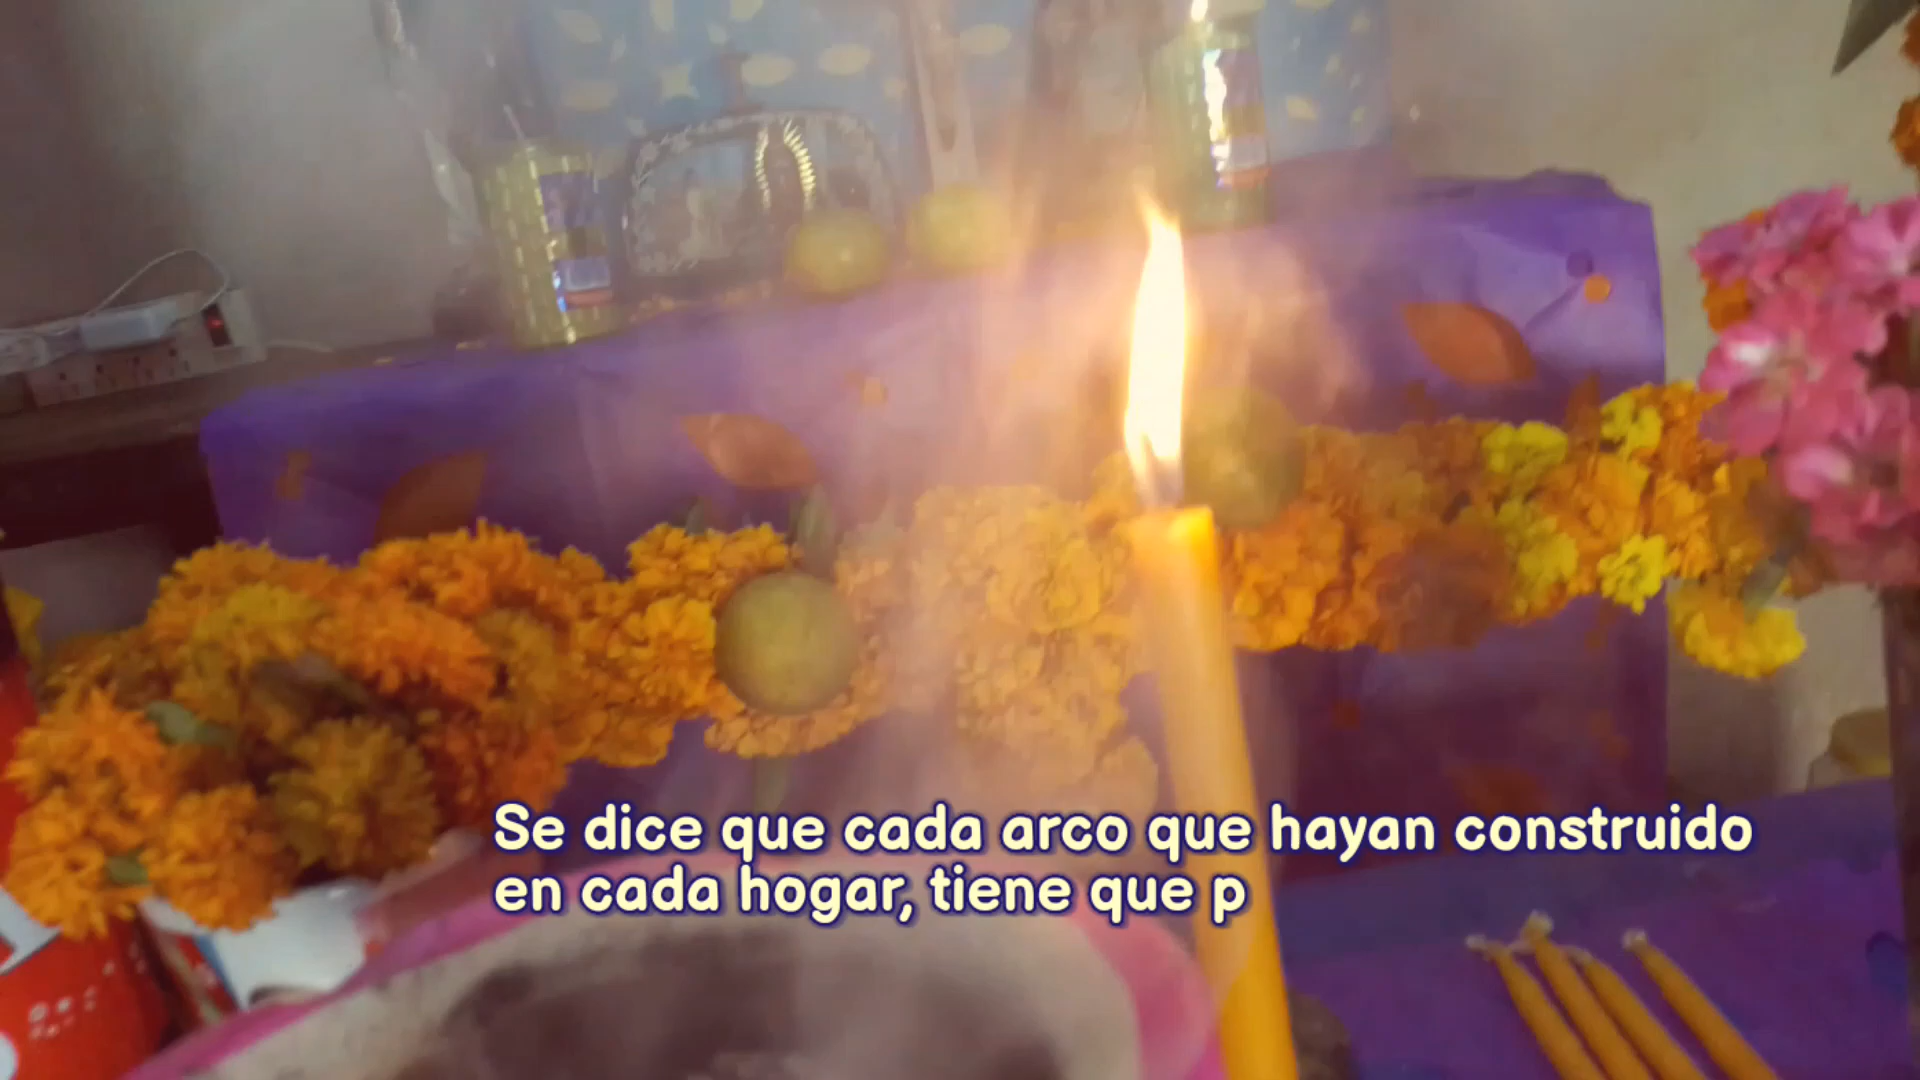 Se dice que cada arco que hayan construido
en cada hogar, tiene que p